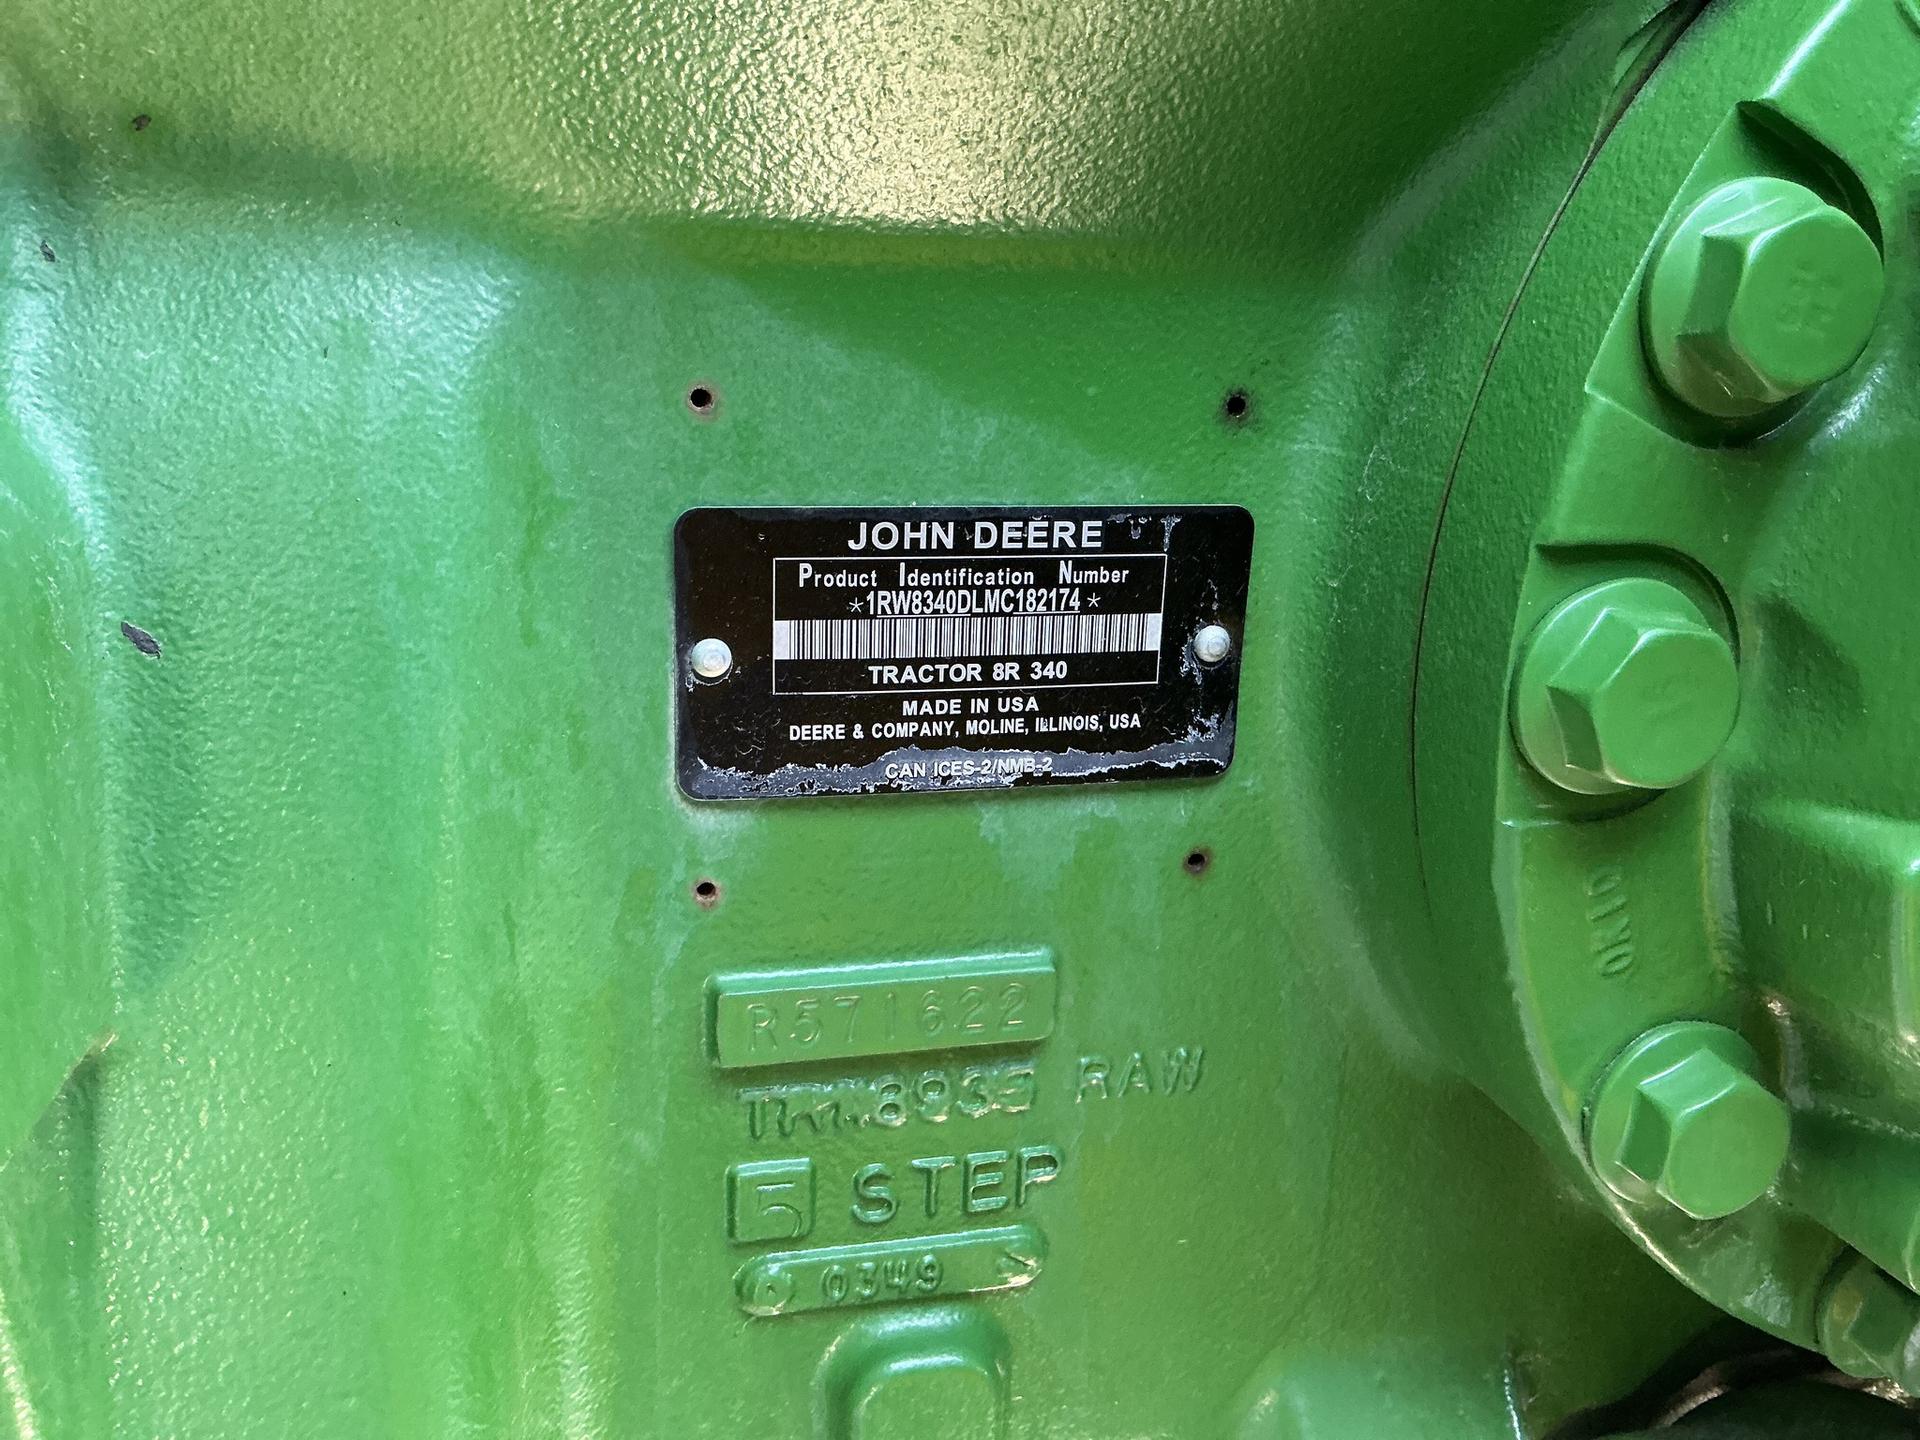 JOHN DEERE
Product Identification Number
*1RW8340DLMC182174*
TRACTOR 8R 340
MADE IN USA
DEERE & COMPANY, MOLINE, ILLINOIS, USA
CAN ICES-2/NMB-2
R571622
RAW
5 STEP
0349